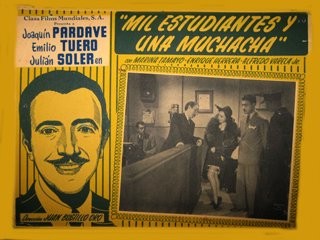 Clasa Films Mundiales, S.A.
Presenta a
Joaquín PARDAVE
Emilio TUERO
Julián SOLER en
"MIL ESTUDIANTES Y
UNA MUCHACHA"
con MARINA TAMAYO - ENRIQUE HERRERA - ALFREDO VARELA Jr.
Dirección JUAN BUSTILLO ORO